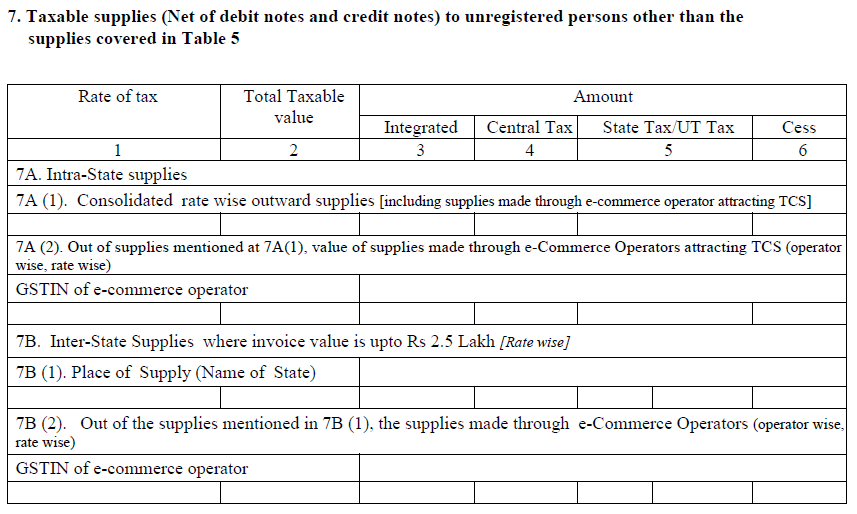 7. Taxable supplies (Net of debit notes and credit notes) to unregistered persons other than the
supplies covered in Table 5
Rate of tax
Total Taxable
value
Amount
Integrated
Central Tax
State Tax/UT Tax
Cess
1
2
3
4
5
6
7A. Intra-State supplies
7A (1). Consolidated rate wise outward supplies [including supplies made through e-commerce operator attracting TCS]
7A (2). Out of supplies mentioned at 7A(1), value of supplies made through e-Commerce Operators attracting TCS (operator
wise, rate wise)
GSTIN of e-commerce operator
7B. Inter-State Supplies where invoice value is upto Rs 2.5 Lakh [Rate wise]
7B (1). Place of Supply (Name of State)
7B (2). Out of the supplies mentioned in 7B (1), the supplies made through e-Commerce Operators (operator wise,
rate wise)
GSTIN of e-commerce operator